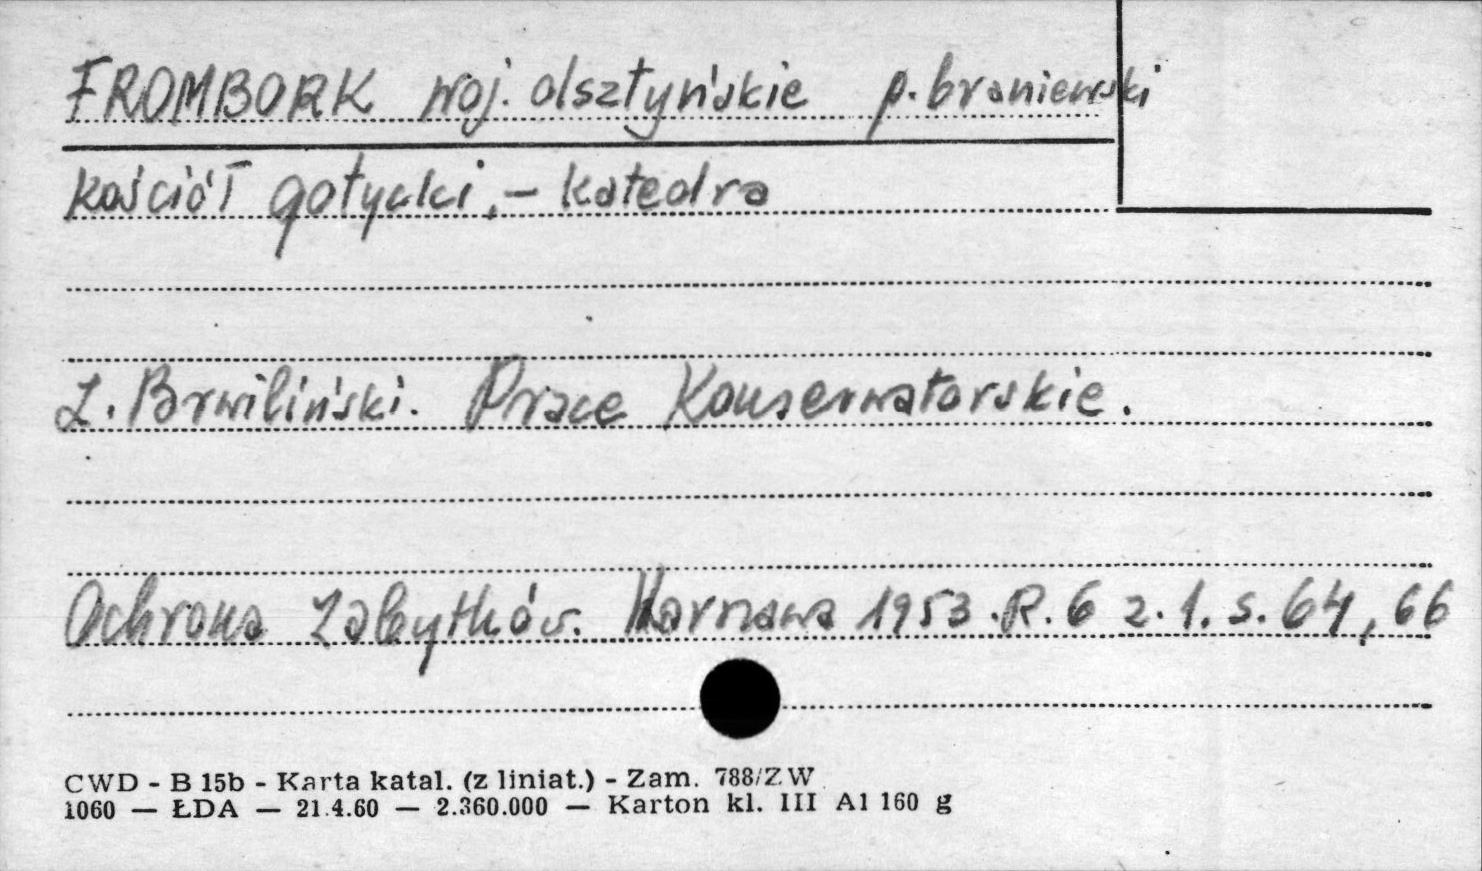 FROMBORK woj. olsztyńskie p. braniewski
kościół gotycki, – katedra
Z. Brwiliński. Prace Konserwatorskie.
Ochrona Zabytków. Warszawa 1953. R. 6 z. 1. s. 64, 66
CWD - B 15b - Karta katal. (z liniat.) - Zam. 788/ZW
1060 — ŁDA — 21.4.60 — 2.360.000 — Karton kl. III A1 160 g